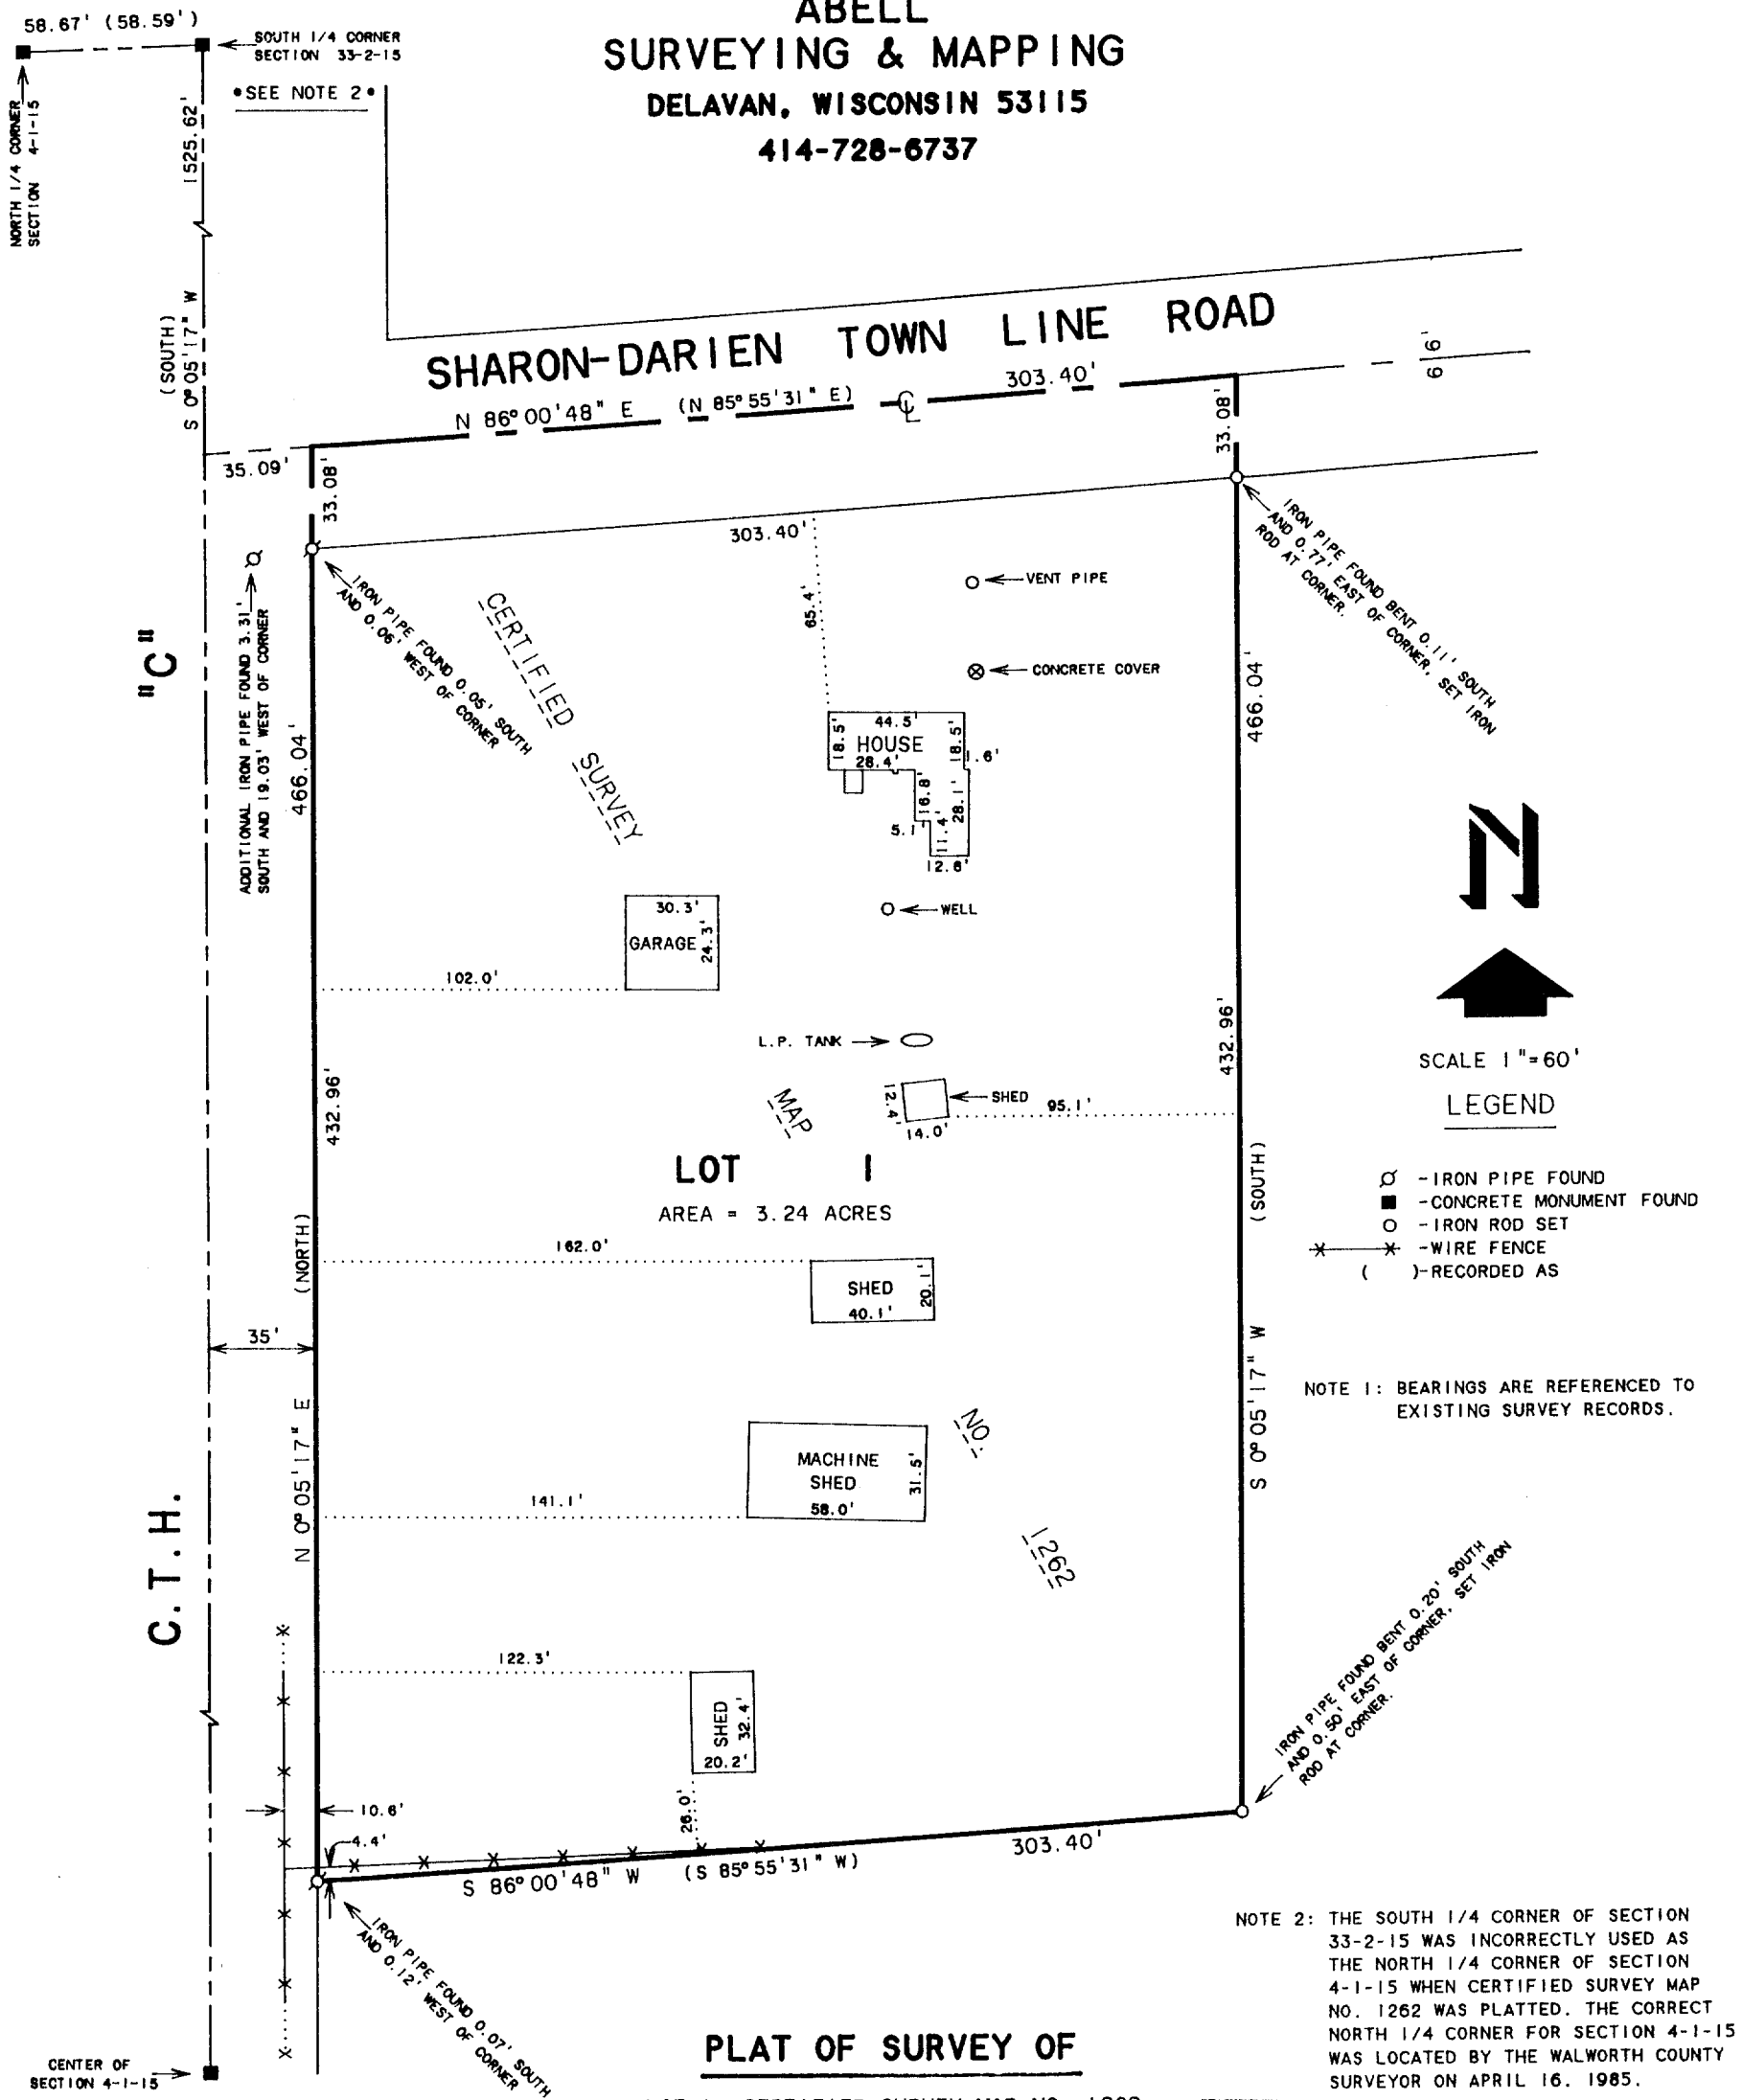 ABELL
SURVEYING & MAPPING
DELAVAN, WISCONSIN 53115
414-728-6737
58.67' (58.59')
SOUTH 1/4 CORNER
SECTION 33-2-15
•SEE NOTE 2•
NORTH 1/4 CORNER
SECTION 4-1-15
1525.62'
(SOUTH)
S 0°05'17" W
SHARON-DARIEN TOWN LINE ROAD
N 86°00'48" E (N 85°55'31" E)
303.40'
66'
35.09'
33.08'
33.08'
303.40'
IRON PIPE FOUND BENT 0.11' SOUTH
AND 0.77' EAST OF CORNER, SET IRON
ROD AT CORNER.
ADDITIONAL IRON PIPE FOUND 3.31'
SOUTH AND 19.03' WEST OF CORNER
IRON PIPE FOUND 0.05' SOUTH
AND 0.06' WEST OF CORNER
CERTIFIED SURVEY MAP NO. 1262
65.4'
VENT PIPE
CONCRETE COVER
"C"
466.04'
466.04'
44.5'
18.5'
HOUSE
18.5'
28.4'
1.6'
16.8'
28.1'
5.1'
11.4'
12.8'
30.3'
GARAGE
24.3'
WELL
102.0'
432.96'
432.96'
L.P. TANK
SHED
12.4'
14.0'
95.1'
LOT 1
AREA = 3.24 ACRES
N
SCALE 1"=60'
LEGEND
-IRON PIPE FOUND
-CONCRETE MONUMENT FOUND
-IRON ROD SET
-WIRE FENCE
( )-RECORDED AS
(NORTH)
N 0°05'17" E
(SOUTH)
S 0°05'17" W
162.0'
SHED
20.1'
40.1'
35'
NOTE 1: BEARINGS ARE REFERENCED TO
EXISTING SURVEY RECORDS.
MACHINE
SHED
31.5'
58.0'
141.1'
C.T.H.
122.3'
SHED
32.4'
20.2'
26.0'
10.6'
4.4'
IRON PIPE FOUND BENT 0.20' SOUTH
AND 0.50' EAST OF CORNER, SET IRON
ROD AT CORNER.
303.40'
S 86°00'48" W (S 85°55'31" W)
IRON PIPE FOUND 0.07' SOUTH
AND 0.12' WEST OF CORNER
CENTER OF
SECTION 4-1-15
NOTE 2: THE SOUTH 1/4 CORNER OF SECTION
33-2-15 WAS INCORRECTLY USED AS
THE NORTH 1/4 CORNER OF SECTION
4-1-15 WHEN CERTIFIED SURVEY MAP
NO. 1262 WAS PLATTED. THE CORRECT
NORTH 1/4 CORNER FOR SECTION 4-1-15
WAS LOCATED BY THE WALWORTH COUNTY
SURVEYOR ON APRIL 16, 1985.
PLAT OF SURVEY OF